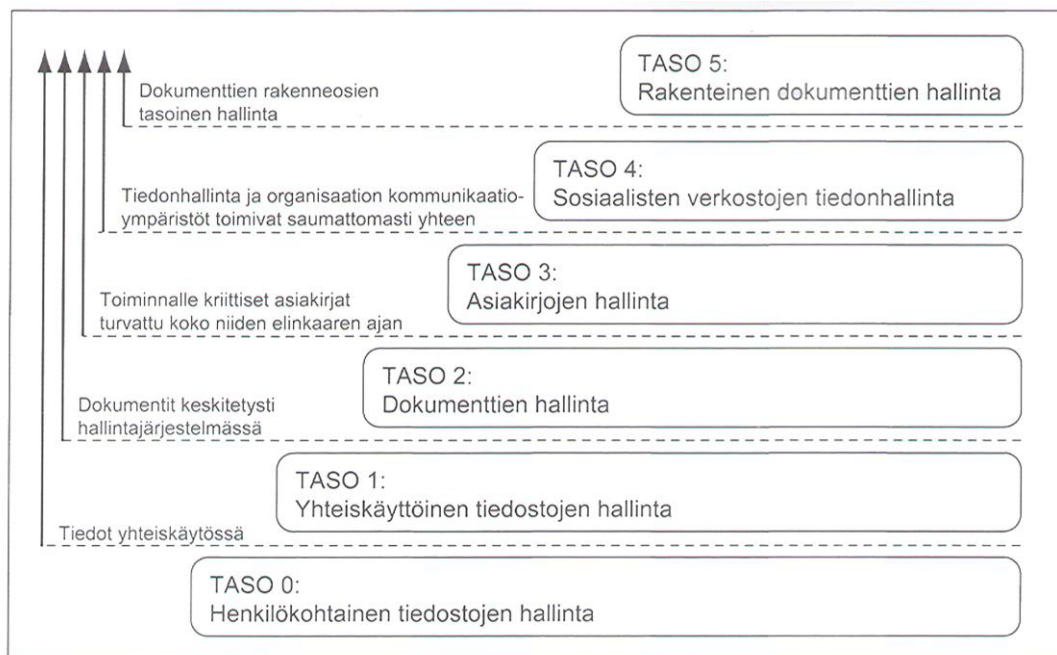 TASO 5:
Rakenteinen dokumenttien hallinta
Dokumenttien rakenneosien
tasoinen hallinta
TASO 4:
Sosiaalisten verkostojen tiedonhallinta
Tiedonhallinta ja organisaation kommunikaatio-
ympäristöt toimivat saumattomasti yhteen
TASO 3:
Asiakirjojen hallinta
Toiminnalle kriittiset asiakirjat
turvattu koko niiden elinkaaren ajan
TASO 2:
Dokumenttien hallinta
Dokumentit keskitetysti
hallintajärjestelmässä
TASO 1:
Yhteiskäyttöinen tiedostojen hallinta
Tiedot yhteiskäytössä
TASO 0:
Henkilökohtainen tiedostojen hallinta